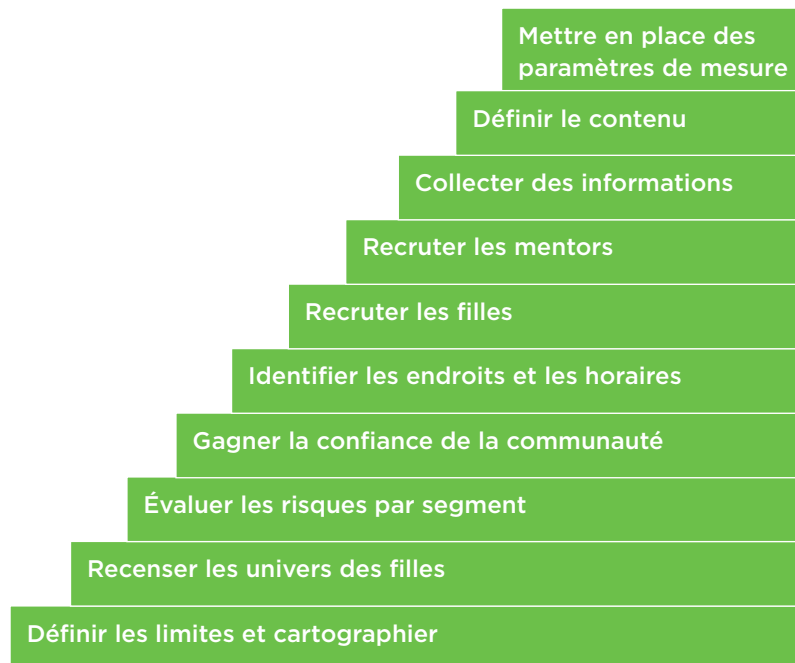 Mettre en place des
paramètres de mesure
Définir le contenu
Collecter des informations
Recruter les mentors
Recruter les filles
Identifier les endroits et les horaires
Gagner la confiance de la communauté
Évaluer les risques par segment
Recenser les univers des filles
Définir les limites et cartographier